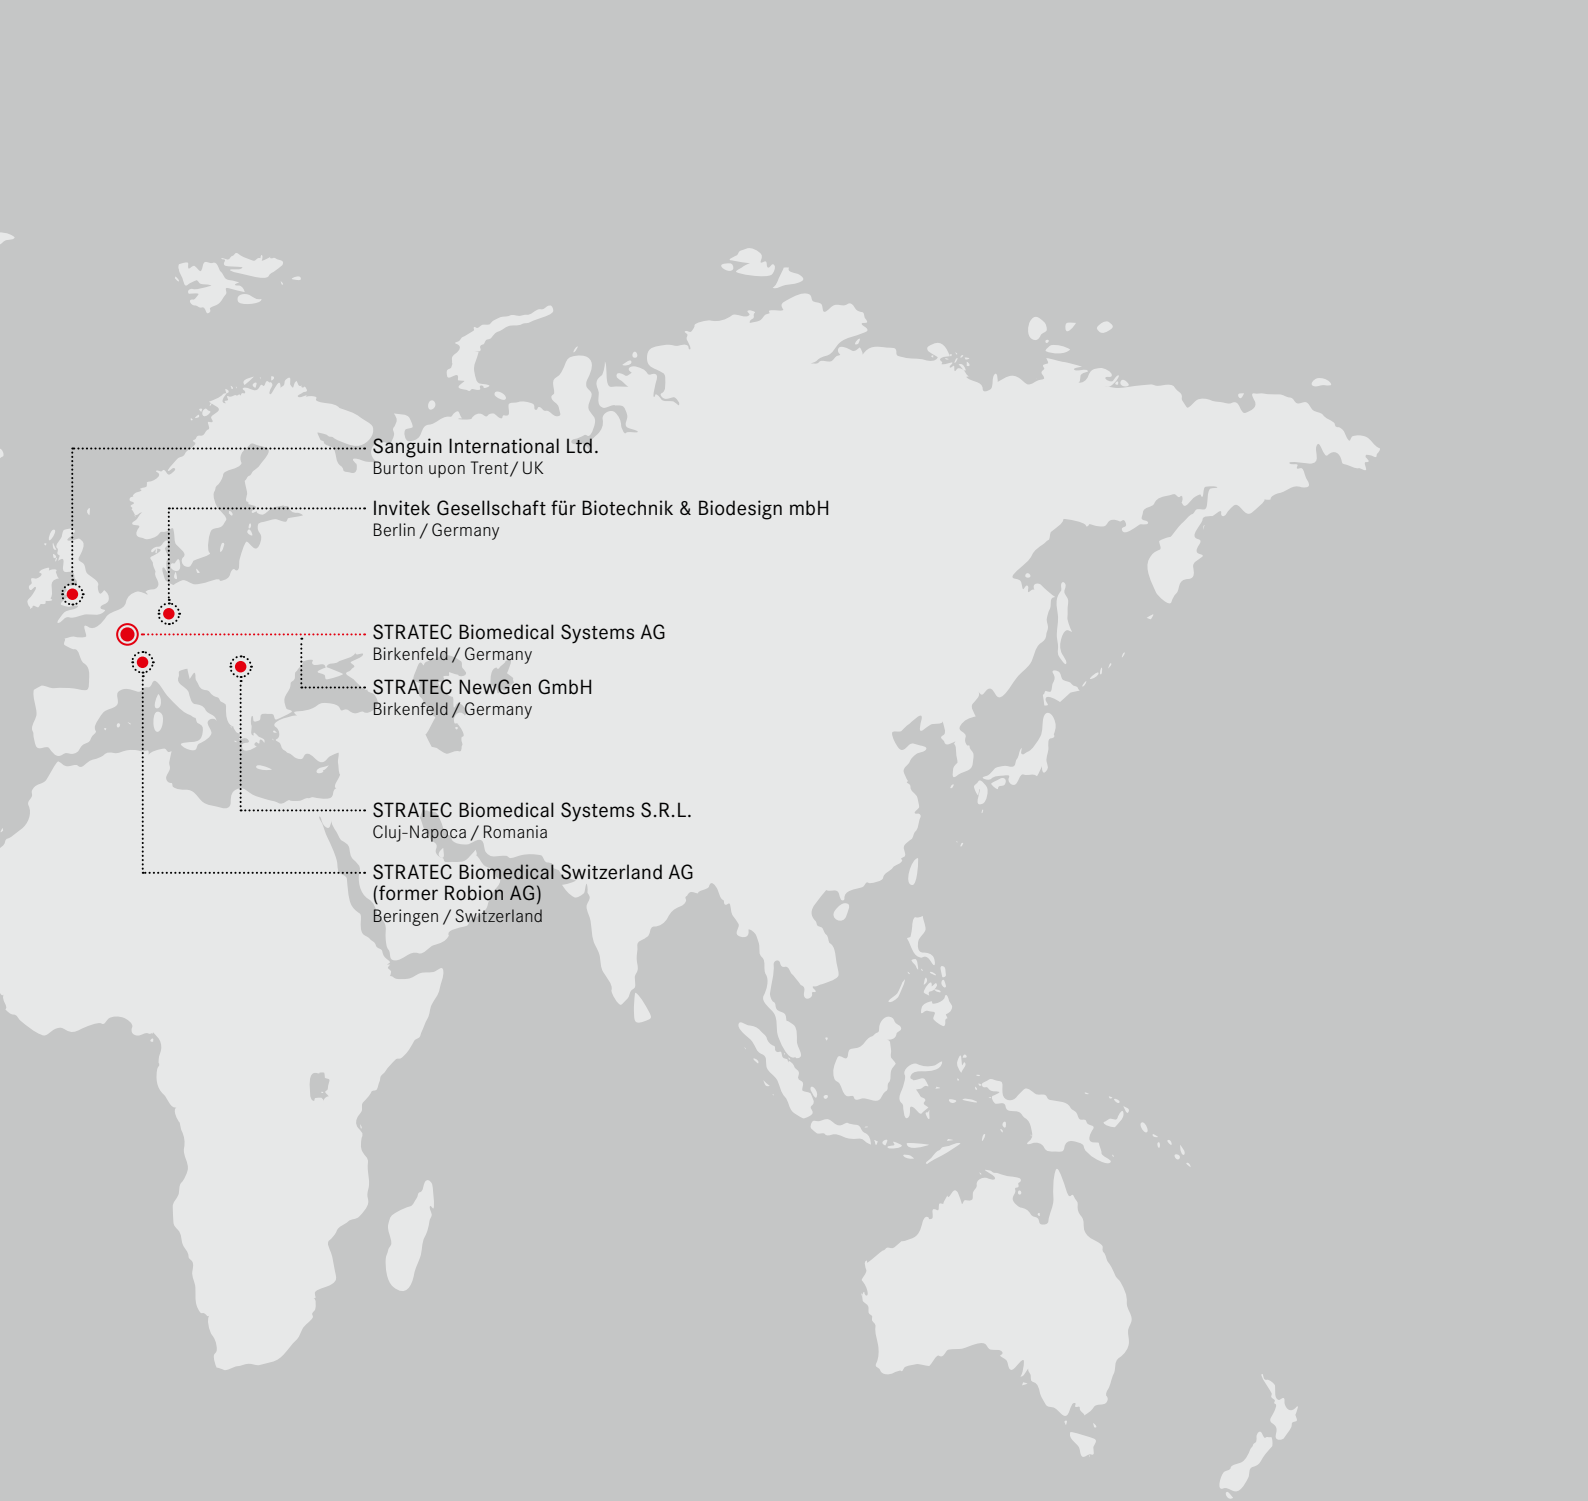 Sanguin International Ltd.
Burton upon Trent / UK
Invitek Gesellschaft für Biotechnik & Biodesign mbH
Berlin / Germany
STRATEC Biomedical Systems AG
Birkenfeld / Germany
STRATEC NewGen GmbH
Birkenfeld / Germany
STRATEC Biomedical Systems S.R.L.
Cluj-Napoca / Romania
STRATEC Biomedical Switzerland AG
(former Robion AG)
Beringen / Switzerland